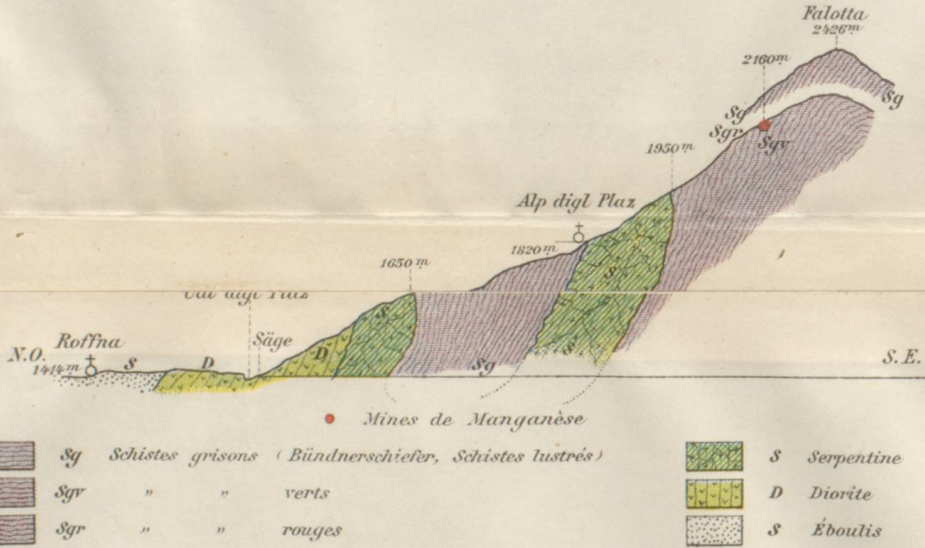 Falotta
2426m
2160m
Sg
Sg
Sgr
Sgv
1950m
Alp digl Plaz
1820m
S
1650m
S
Säge
Roffna
N.O.
1414m
S
D
D
Sg
S
S.E.
Mines de Manganèse
Sg Schistes grisons (Bündnerschiefer, Schistes lustrés)
Sgv " " verts
Sgr " " rouges
S Serpentine
D Diorite
S Éboulis